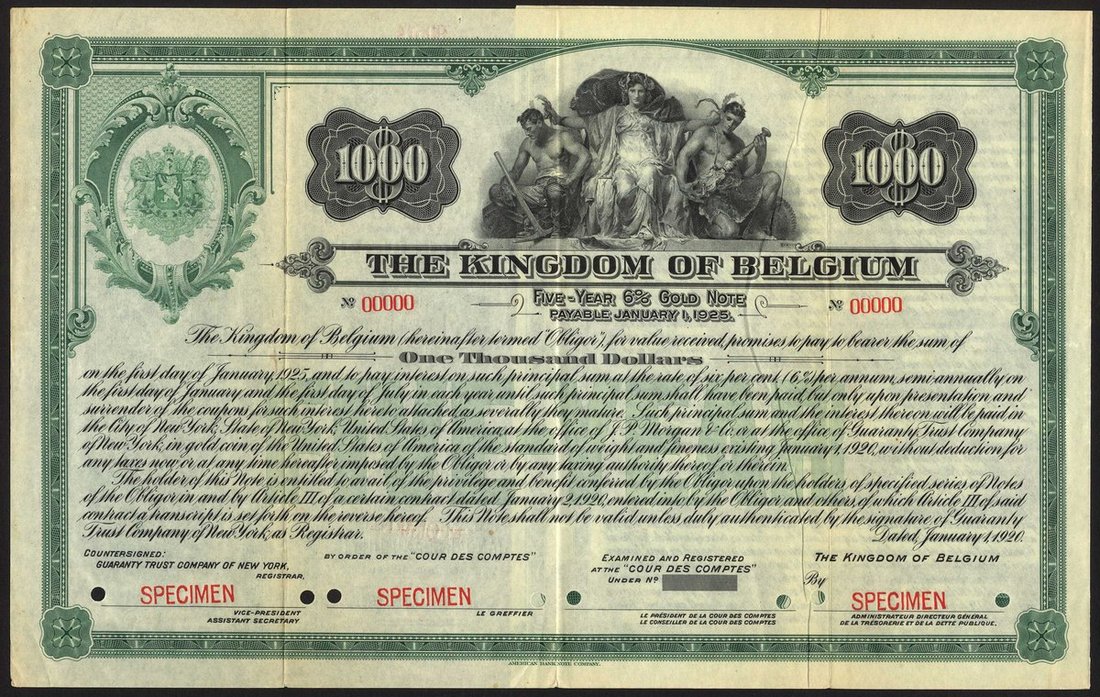 $1000
$1000
THE KINGDOM OF BELGIUM
FIVE-YEAR 6% GOLD NOTE
PAYABLE JANUARY 1, 1925.
No 00000
No 00000
The Kingdom of Belgium (hereinafter termed "Obligor"), for value received, promises to pay to bearer the sum of
One Thousand Dollars
on the first day of January, 1925, and to pay interest on such principal sum at the rate of six per cent. (6%) per annum, semi-annually on
the first day of January and the first day of July in each year until such principal sum shall have been paid, but only upon presentation and
surrender of the coupons for such interest hereto attached, as severally they mature. Such principal sum and the interest thereon will be paid, in
the City of New York, State of New York, United States of America, at the office of J. P. Morgan & Co. or at the office of Guaranty Trust Company
of New York, in gold coin of the United States of America of the standard of weight and fineness existing January 1, 1920, without deduction for
any taxes now or at any time hereafter imposed by the Obligor or by any taxing authority thereof or therein.
The holder of this Note is entitled to avail of the privilege and benefit conferred by the Obligor upon the holders of specified series of Notes
of the Obligor in and by Article III of a certain contract dated January 2, 1920, entered into by the Obligor and others, of which Article III of said
contract a transcript is set forth on the reverse hereof. This Note shall not be valid unless duly authenticated by the signature of Guaranty
Trust Company of New York, as Registrar.
Dated, January 1, 1920.
COUNTERSIGNED:
GUARANTY TRUST COMPANY OF NEW YORK,
REGISTRAR,
SPECIMEN
VICE-PRESIDENT
ASSISTANT SECRETARY
BY ORDER OF THE "COUR DES COMPTES"
SPECIMEN
LE GREFFIER
EXAMINED AND REGISTERED
AT THE "COUR DES COMPTES"
UNDER No
LE PRÉSIDENT DE LA COUR DES COMPTES
LE CONSEILLER DE LA COUR DES COMPTES
THE KINGDOM OF BELGIUM
By
SPECIMEN
ADMINISTRATEUR DIRECTEUR GÉNÉRAL
DE LA TRÉSORERIE ET DE LA DETTE PUBLIQUE.
AMERICAN BANK NOTE COMPANY.